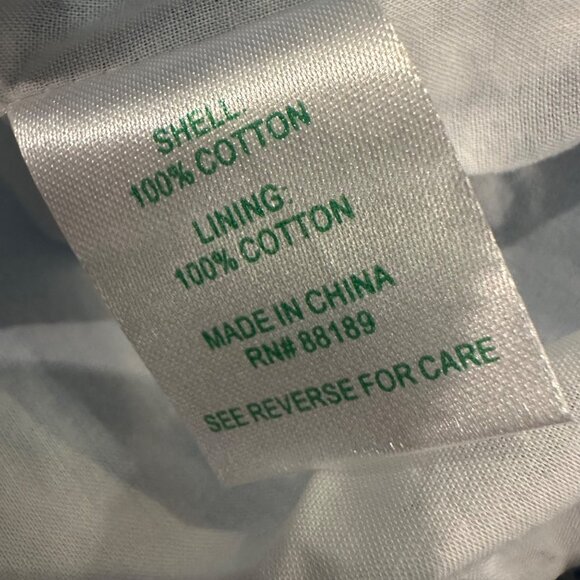 SHELL:
100% COTTON
LINING:
100% COTTON
MADE IN CHINA
RN# 88189
SEE REVERSE FOR CARE